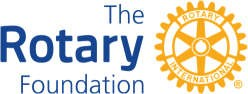 The
Rotary
Foundation
ROTARY
INTERNATIONAL
®